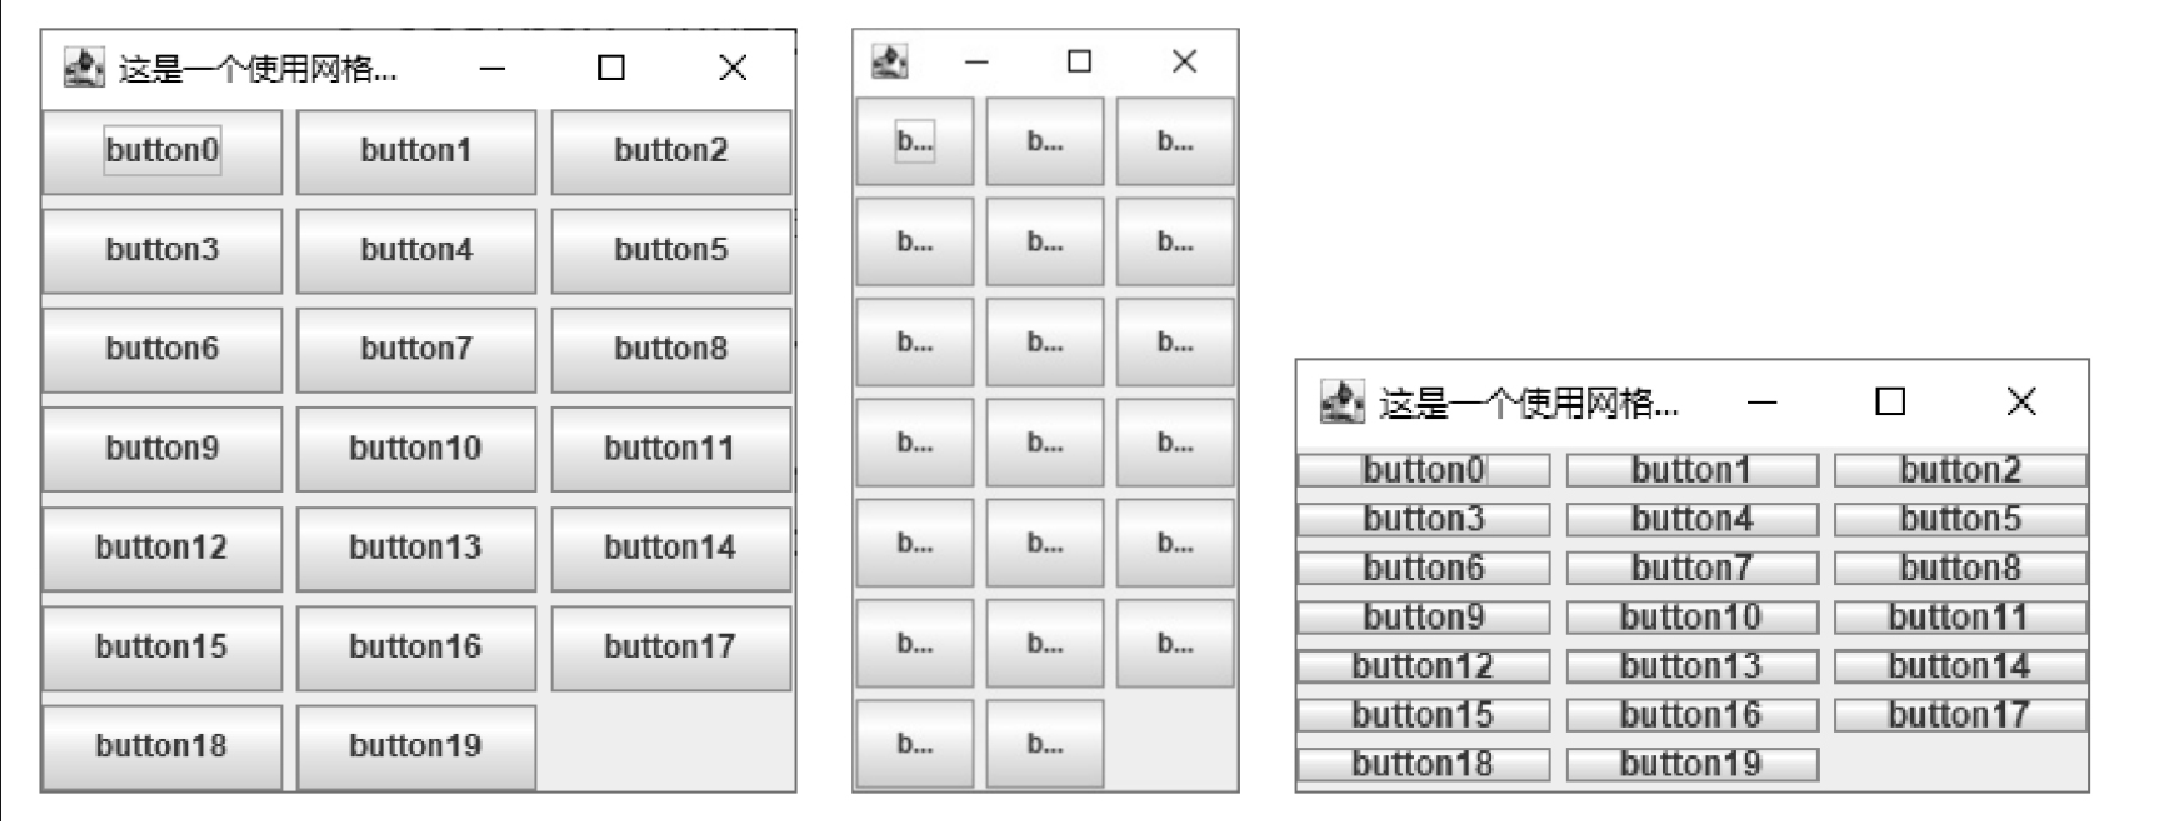 这是一个使用网格...
button0 button1 button2
button3 button4 button5
button6 button7 button8
button9 button10 button11
button12 button13 button14
button15 button16 button17
button18 button19
b... b... b...
b... b... b...
b... b... b...
b... b... b...
b... b... b...
b... b... b...
b... b...
这是一个使用网格...
button0 button1 button2
button3 button4 button5
button6 button7 button8
button9 button10 button11
button12 button13 button14
button15 button16 button17
button18 button19